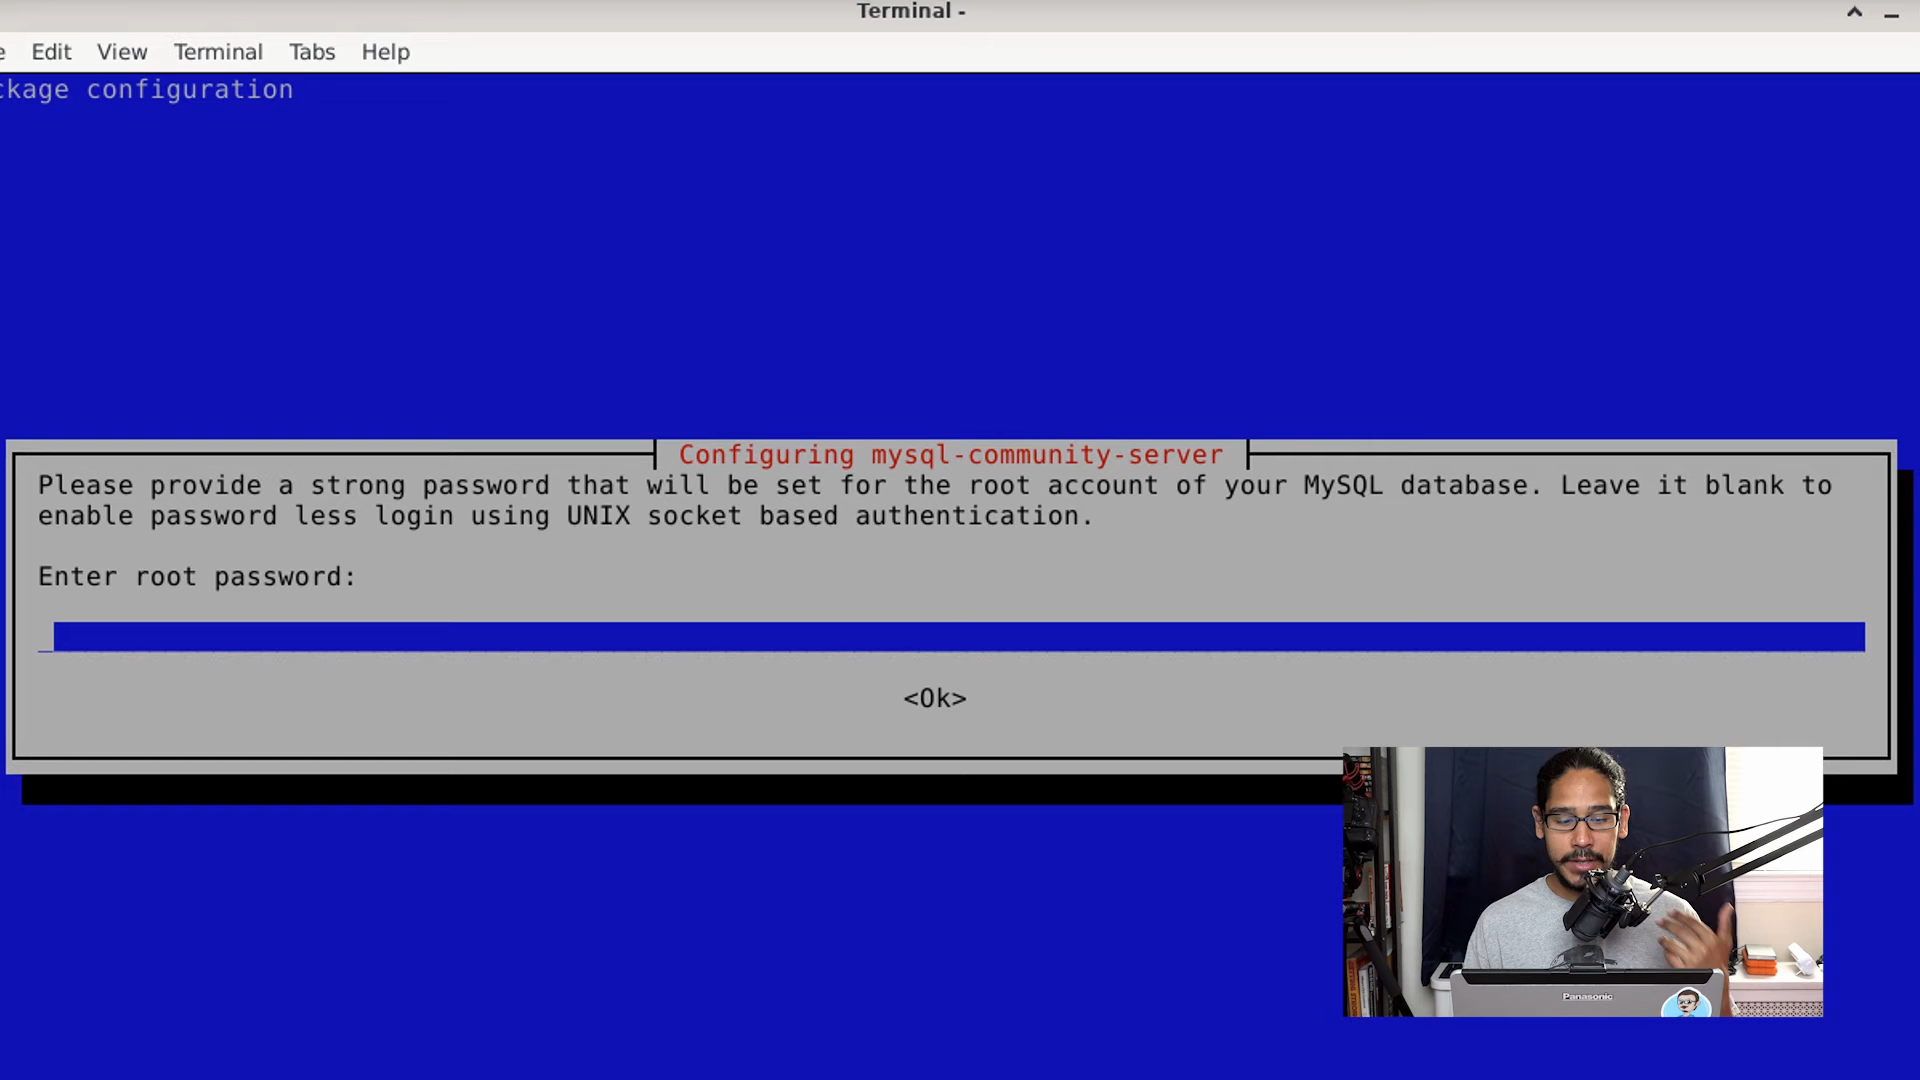 Terminal -
e Edit View Terminal Tabs Help
ckage configuration
Configuring mysql-community-server
Please provide a strong password that will be set for the root account of your MySQL database. Leave it blank to
enable password less login using UNIX socket based authentication.
Enter root password:
<Ok>
Panasonic